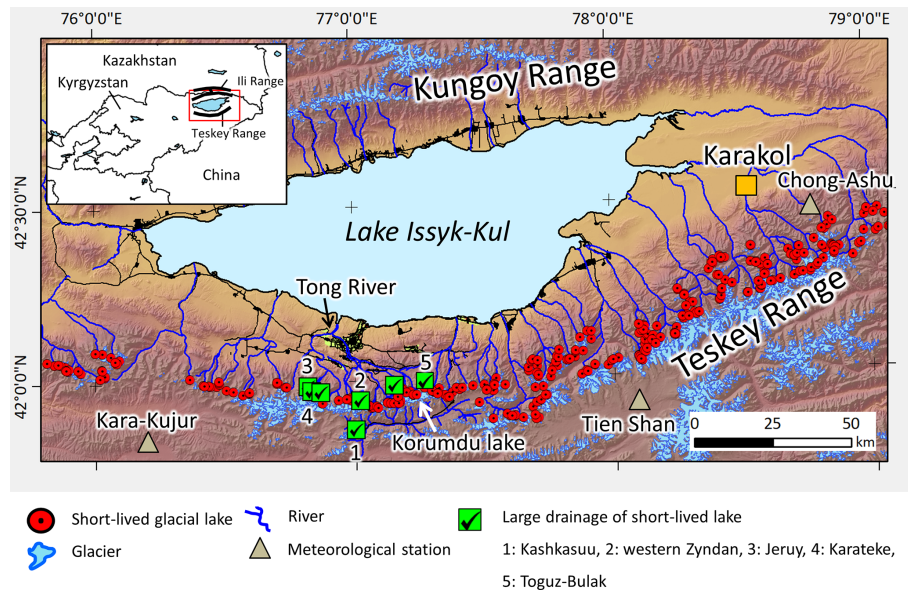 76°0'0"E
77°0'0"E
78°0'0"E
79°0'0"E
Kazakhstan
Kyrgyzstan
Ili Range
Teskey Range
China
Kungoy Range
Karakol
Chong-Ashu
42°30'0"N
Lake Issyk-Kul
Tong River
Teskey Range
42°0'0"N
3
2
5
4
1
Kara-Kujur
Korumdu lake
Tien Shan
0 25 50
km
Short-lived glacial lake
River
Large drainage of short-lived lake
Glacier
Meteorological station
1: Kashkasuu, 2: western Zyndan, 3: Jeruy, 4: Karateke,
5: Toguz-Bulak